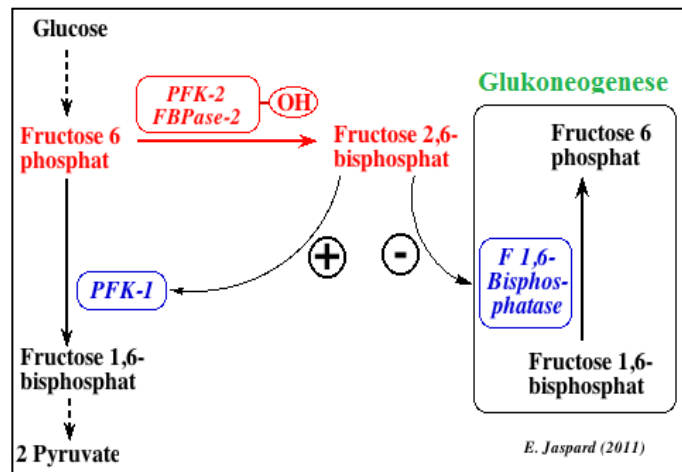 Glucose
PFK-2
FBPase-2
OH
Fructose 6
phosphat
Fructose 2,6-
bisphosphat
+
-
PFK-1
Fructose 1,6-
bisphosphat
2 Pyruvate
Glukoneogenese
Fructose 6
phosphat
F 1,6-
Bisphos-
phatase
Fructose 1,6-
bisphosphat
E. Jaspard (2011)